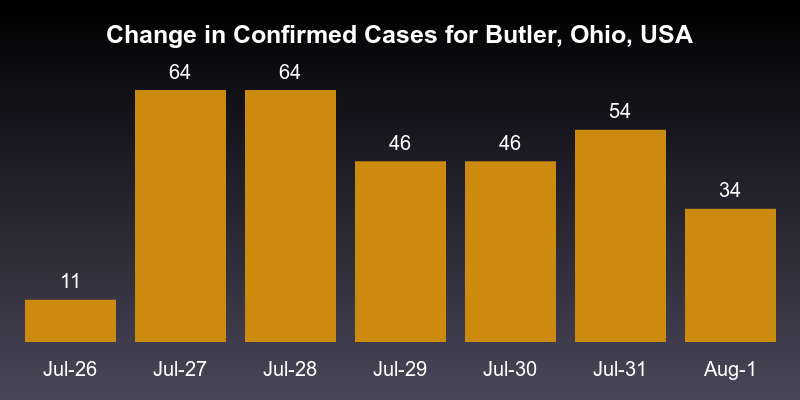 Change in Confirmed Cases for Butler, Ohio, USA
64 64
54
46 46
34
11
Jul-26 Jul-27 Jul-28 Jul-29 Jul-30 Jul-31 Aug-1